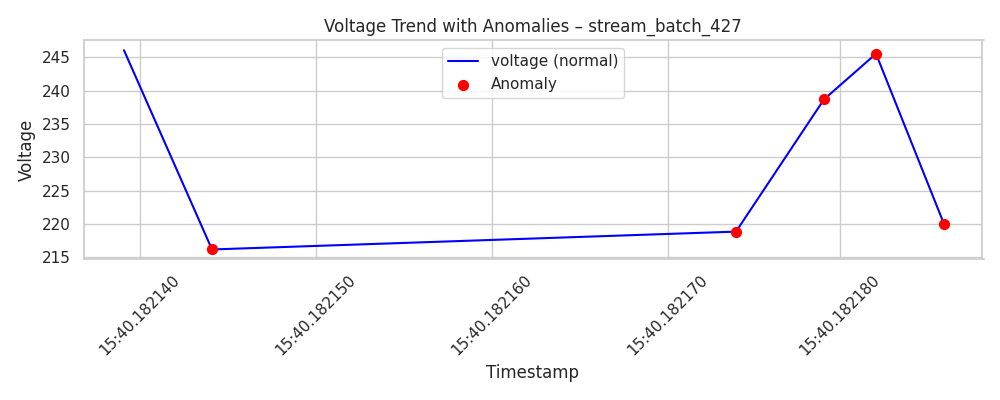 Voltage Trend with Anomalies – stream_batch_427
voltage (normal)
Anomaly
Voltage
245
240
235
230
225
220
215
15:40.182140
15:40.182150
15:40.182160
15:40.182170
15:40.182180
Timestamp